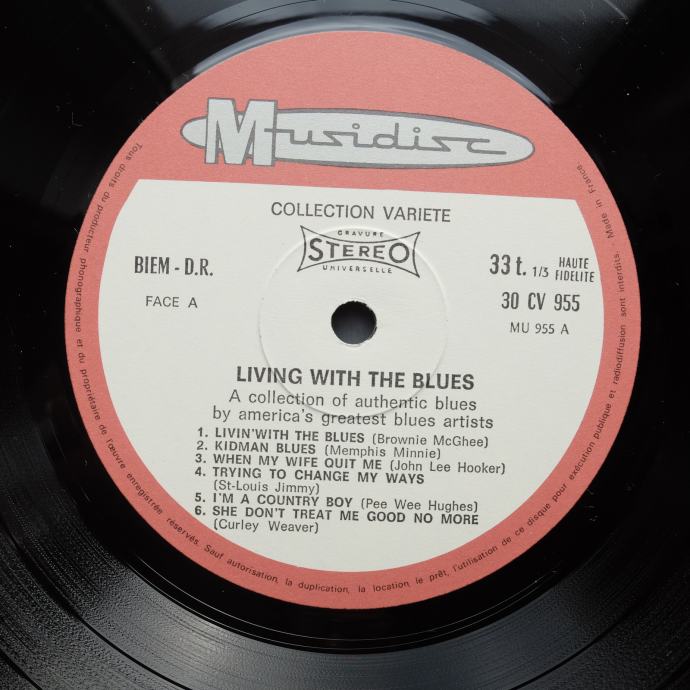 Musidisc
COLLECTION VARIETE
GRAVURE
STEREO
UNIVERSELLE
BIEM - D.R.
33 t. 1/3 HAUTE FIDELITE
FACE A
30 CV 955
MU 955 A
LIVING WITH THE BLUES
A collection of authentic blues
by america's greatest blues artists
1. LIVIN'WITH THE BLUES (Brownie McGhee)
2. KIDMAN BLUES (Memphis Minnie)
3. WHEN MY WIFE QUIT ME (John Lee Hooker)
4. TRYING TO CHANGE MY WAYS
(St-Louis Jimmy)
5. I'M A COUNTRY BOY (Pee Wee Hughes)
6. SHE DON'T TREAT ME GOOD NO MORE
(Curley Weaver)
Tous droits du producteur phonographique et du propriétaire de l'œuvre enregistrée réservés. Sauf autorisation, la duplication, la location, le prêt, l'utilisation de ce disque pour exécution publique et radiodiffusion sont interdits. Made in France.